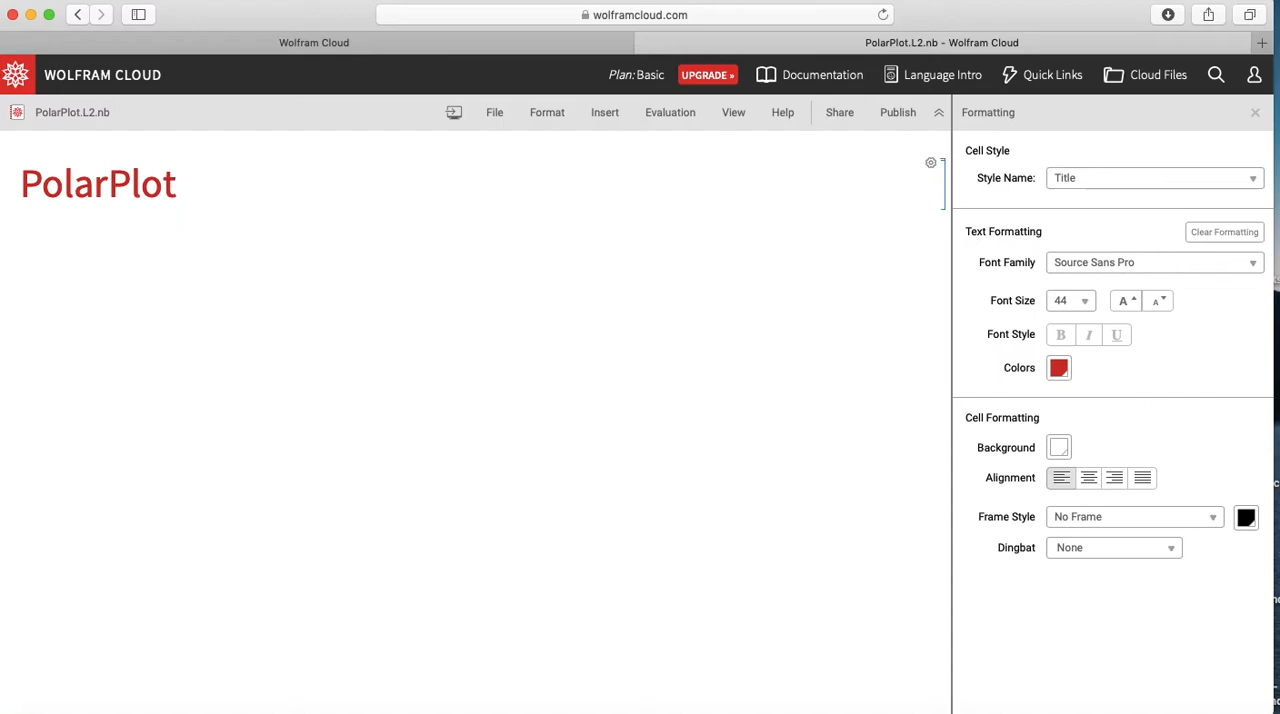 wolframcloud.com
Wolfram Cloud
PolarPlot.L2.nb - Wolfram Cloud
WOLFRAM CLOUD
Plan: Basic
UPGRADE »
Documentation
Language Intro
Quick Links
Cloud Files
PolarPlot.L2.nb
File
Format
Insert
Evaluation
View
Help
Share
Publish
Formatting
PolarPlot
Cell Style
Style Name:
Title
Text Formatting
Clear Formatting
Font Family
Source Sans Pro
Font Size
44
A
A
Font Style
B
I
U
Colors
Cell Formatting
Background
Alignment
Frame Style
No Frame
Dingbat
None